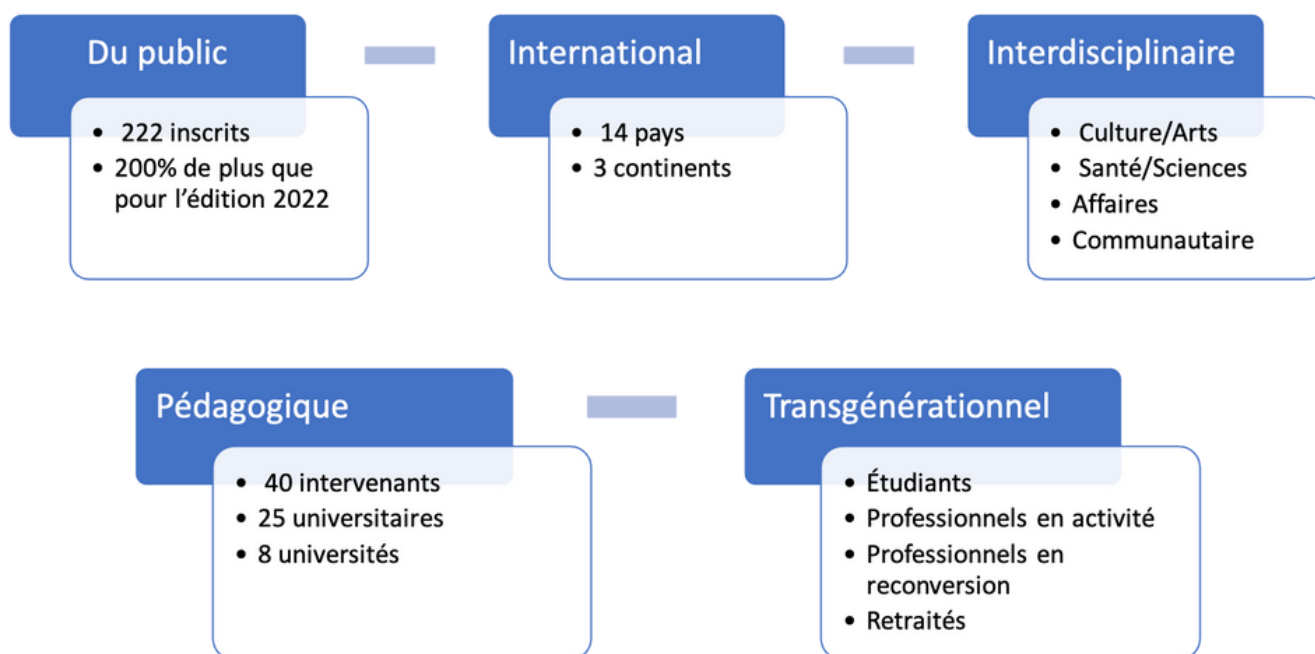 Du public
• 222 inscrits
• 200% de plus que
pour l’édition 2022
International
• 14 pays
• 3 continents
Interdisciplinaire
• Culture/Arts
• Santé/Sciences
• Affaires
• Communautaire
Pédagogique
• 40 intervenants
• 25 universitaires
• 8 universités
Transgénérationnel
• Étudiants
• Professionnels en activité
• Professionnels en
reconversion
• Retraités